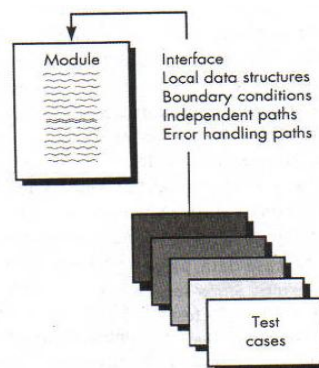 Module
Interface
Local data structures
Boundary conditions
Independent paths
Error handling paths
Test
cases